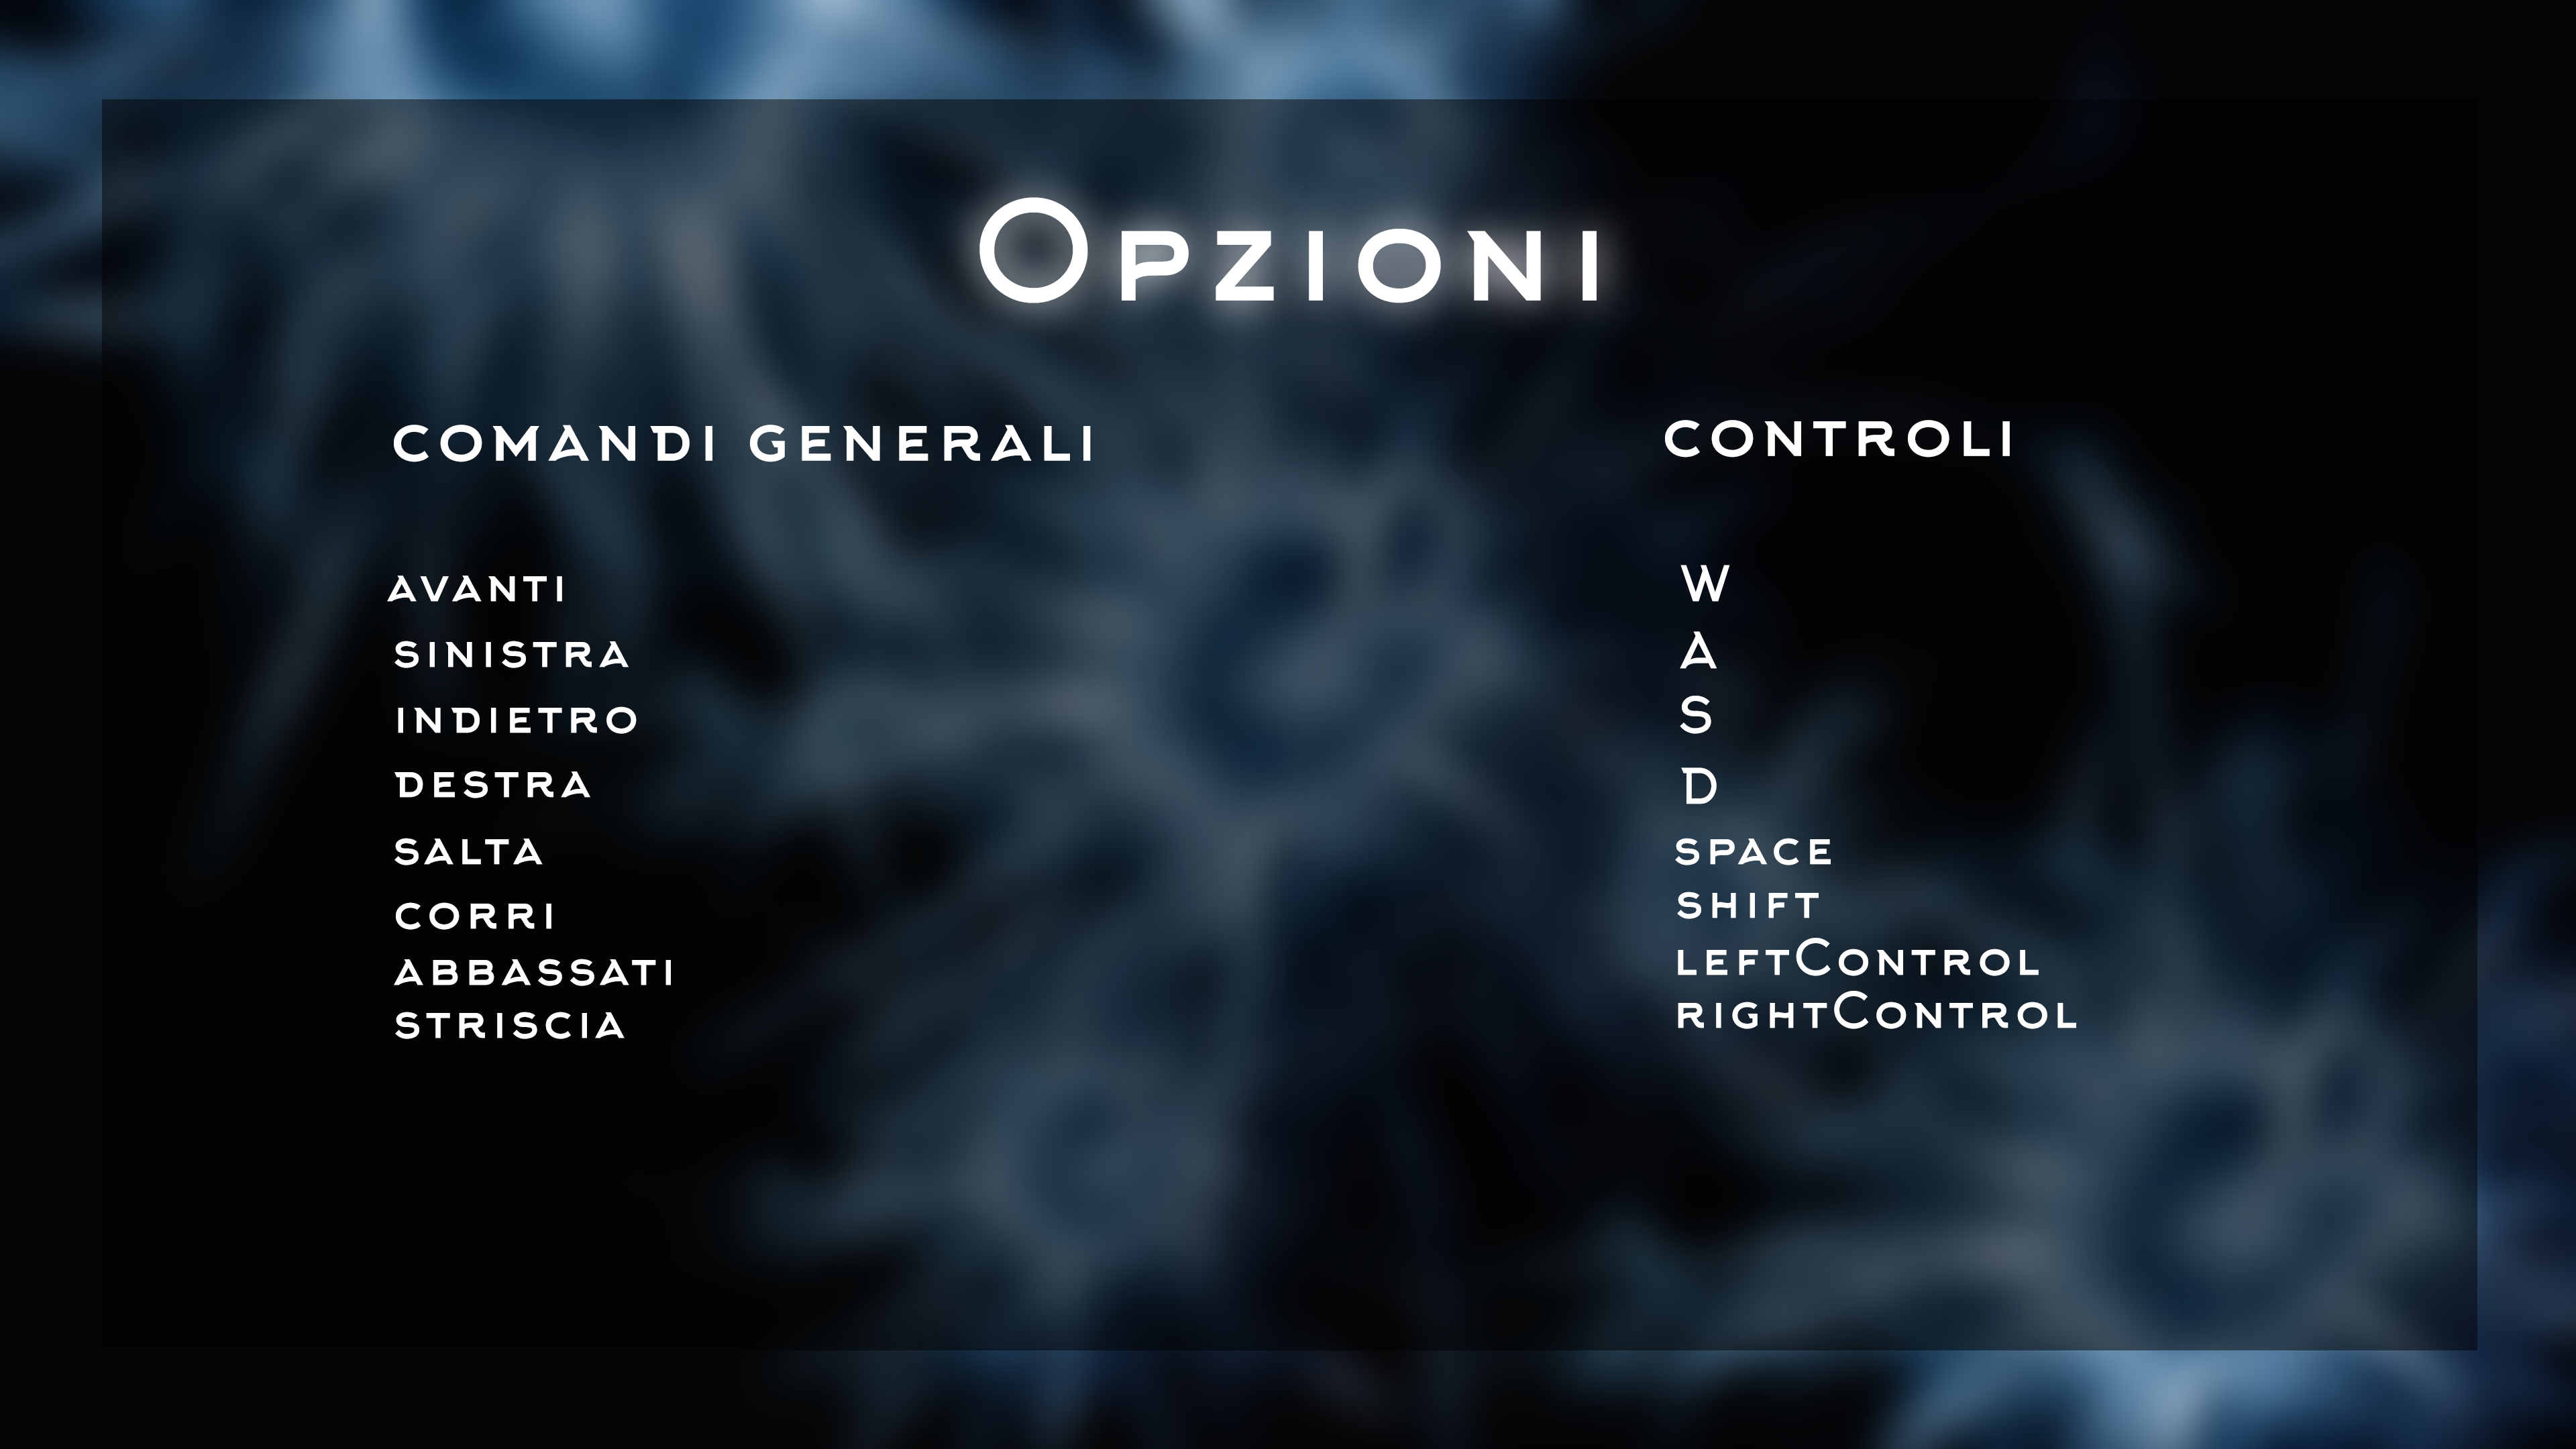 Opzioni
COMANDI GENERALI
CONTROLI
AVANTI
W
SINISTRA
A
INDIETRO
S
DESTRA
D
SALTA
SPACE
CORRI
SHIFT
ABBASSATI
leftControl
STRISCIA
rightControl